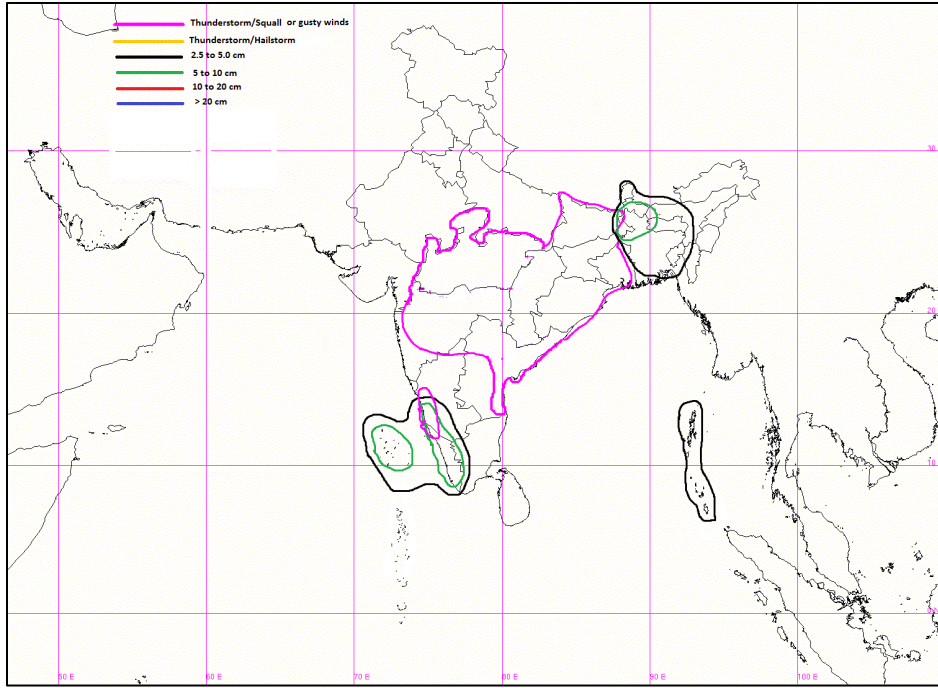 Thunderstorm/Squall or gusty winds
Thunderstorm/Hailstorm
2.5 to 5.0 cm
5 to 10 cm
10 to 20 cm
> 20 cm
30
20
10
50 E
60 E
70 E
80 E
90 E
100 E